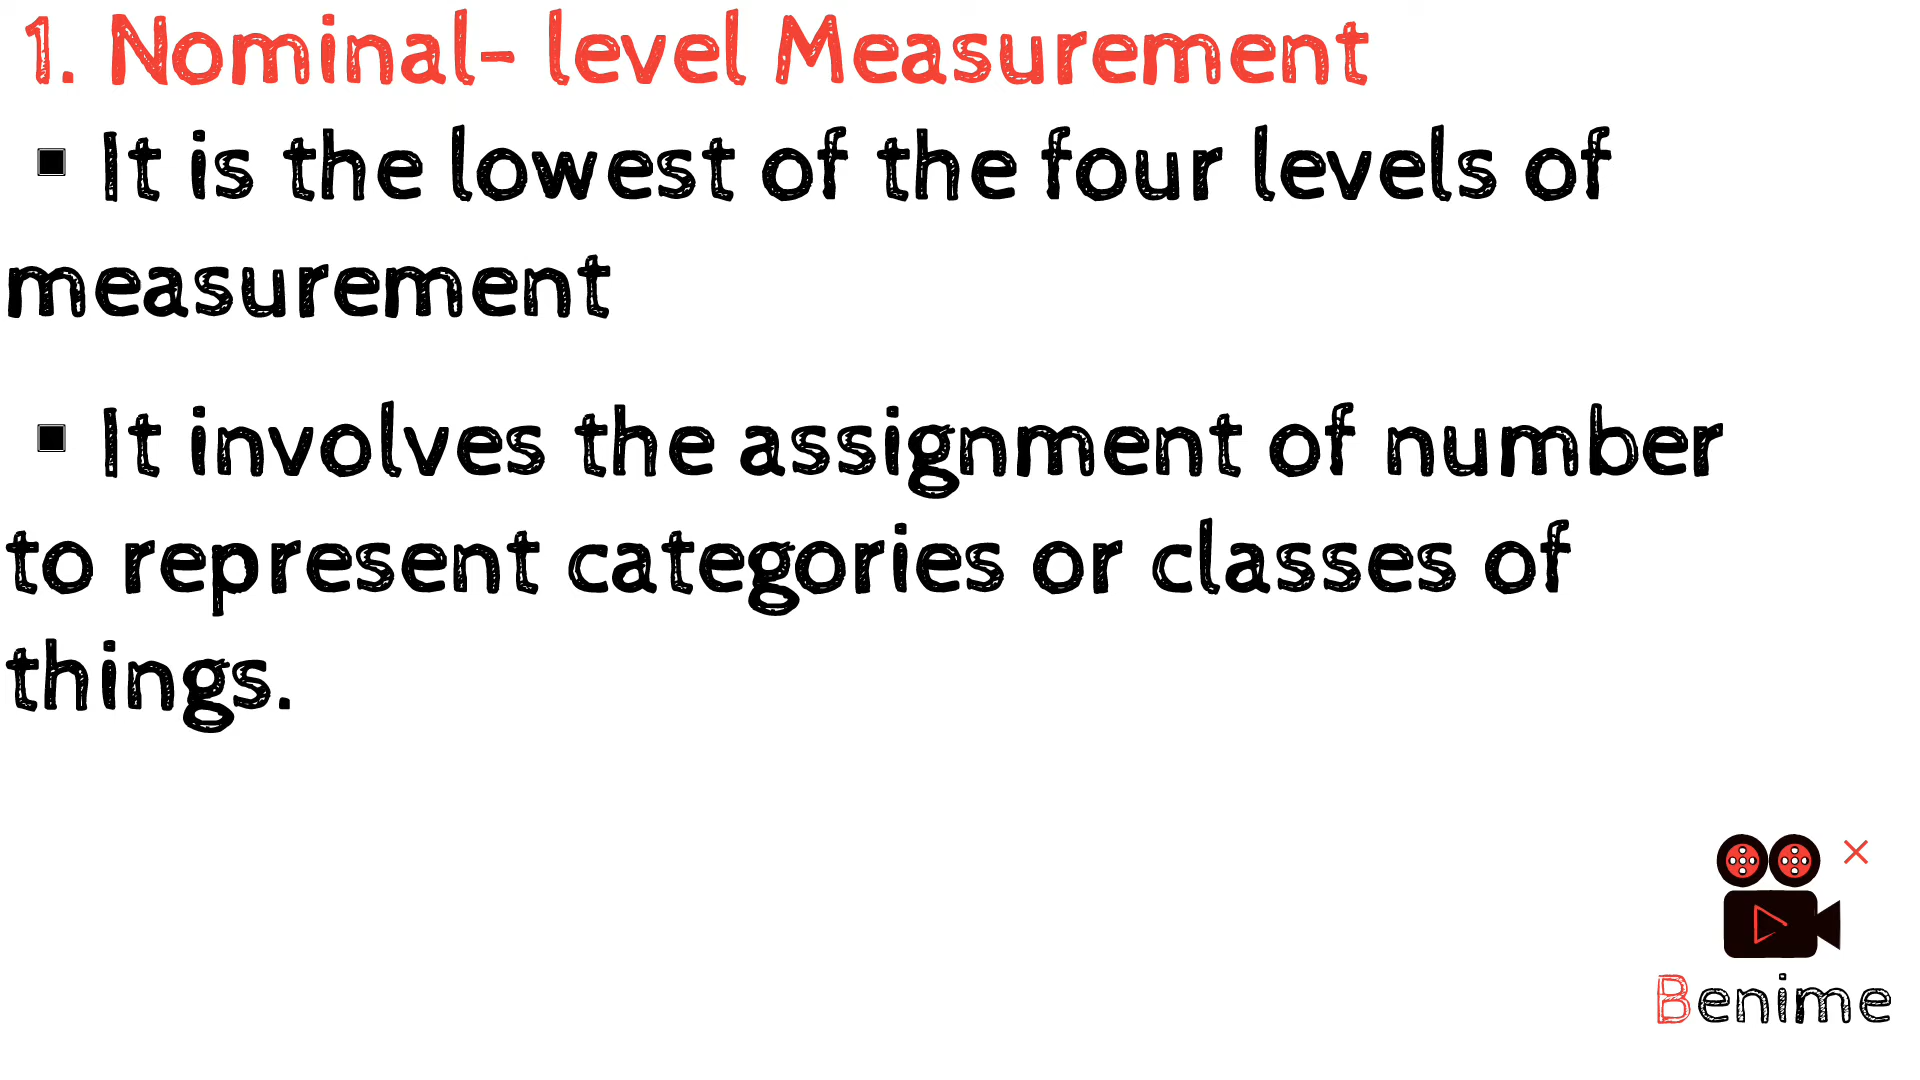 1. Nominal- level Measurement
▪ It is the lowest of the four levels of
measurement
▪ It involves the assignment of number
to represent categories or classes of
things.
Benime